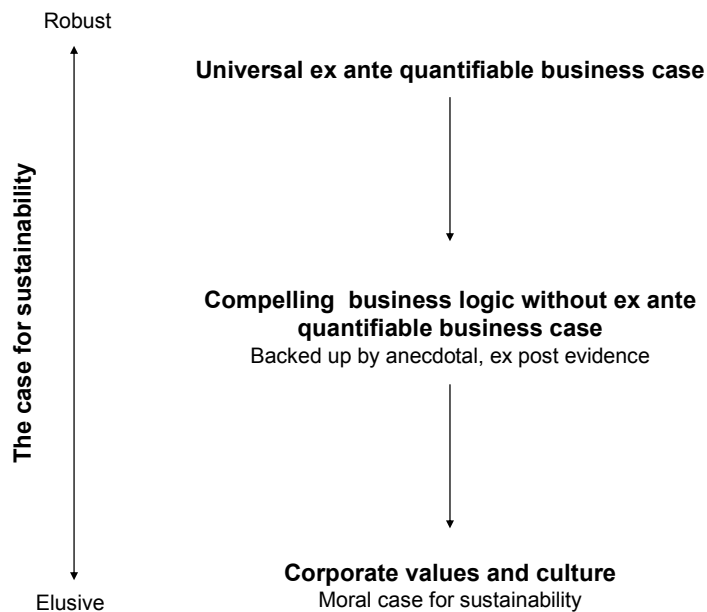 Robust
Universal ex ante quantifiable business case
The case for sustainability
Compelling business logic without ex ante
quantifiable business case
Backed up by anecdotal, ex post evidence
Corporate values and culture
Elusive
Moral case for sustainability